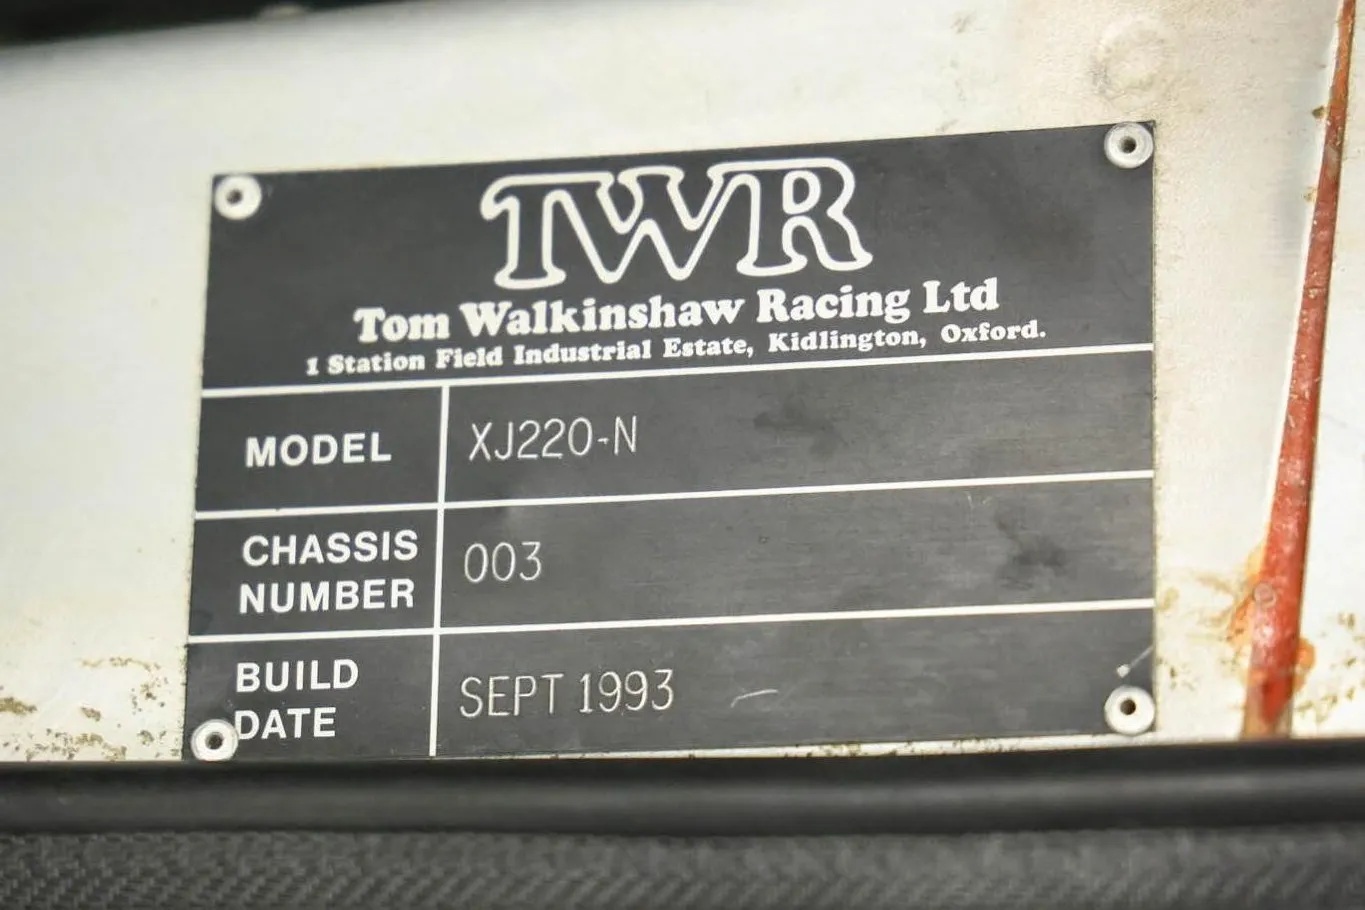 TWR
Tom Walkinshaw Racing Ltd
1 Station Field Industrial Estate, Kidlington, Oxford.
MODEL XJ220-N
CHASSIS
NUMBER 003
BUILD
DATE SEPT 1993